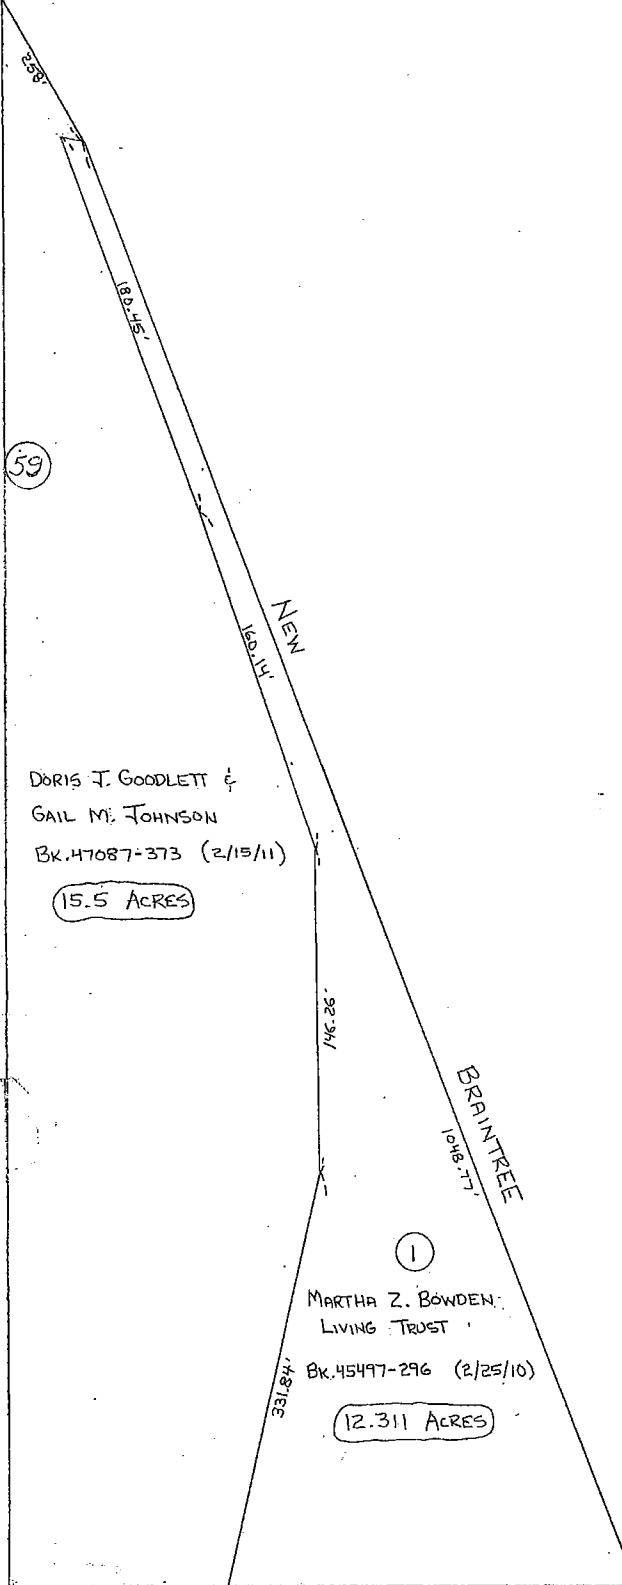 258'
180.45'
59
NEW
160.14'
DORIS J. GOODLETT &
GAIL M. JOHNSON
BK.47087-373 (2/15/11)
15.5 ACRES
146.26'
BRAINTREE
1048.77'
1
MARTHA Z. BOWDEN
LIVING TRUST
BK.45497-296 (2/25/10)
331.84'
12.311 ACRES